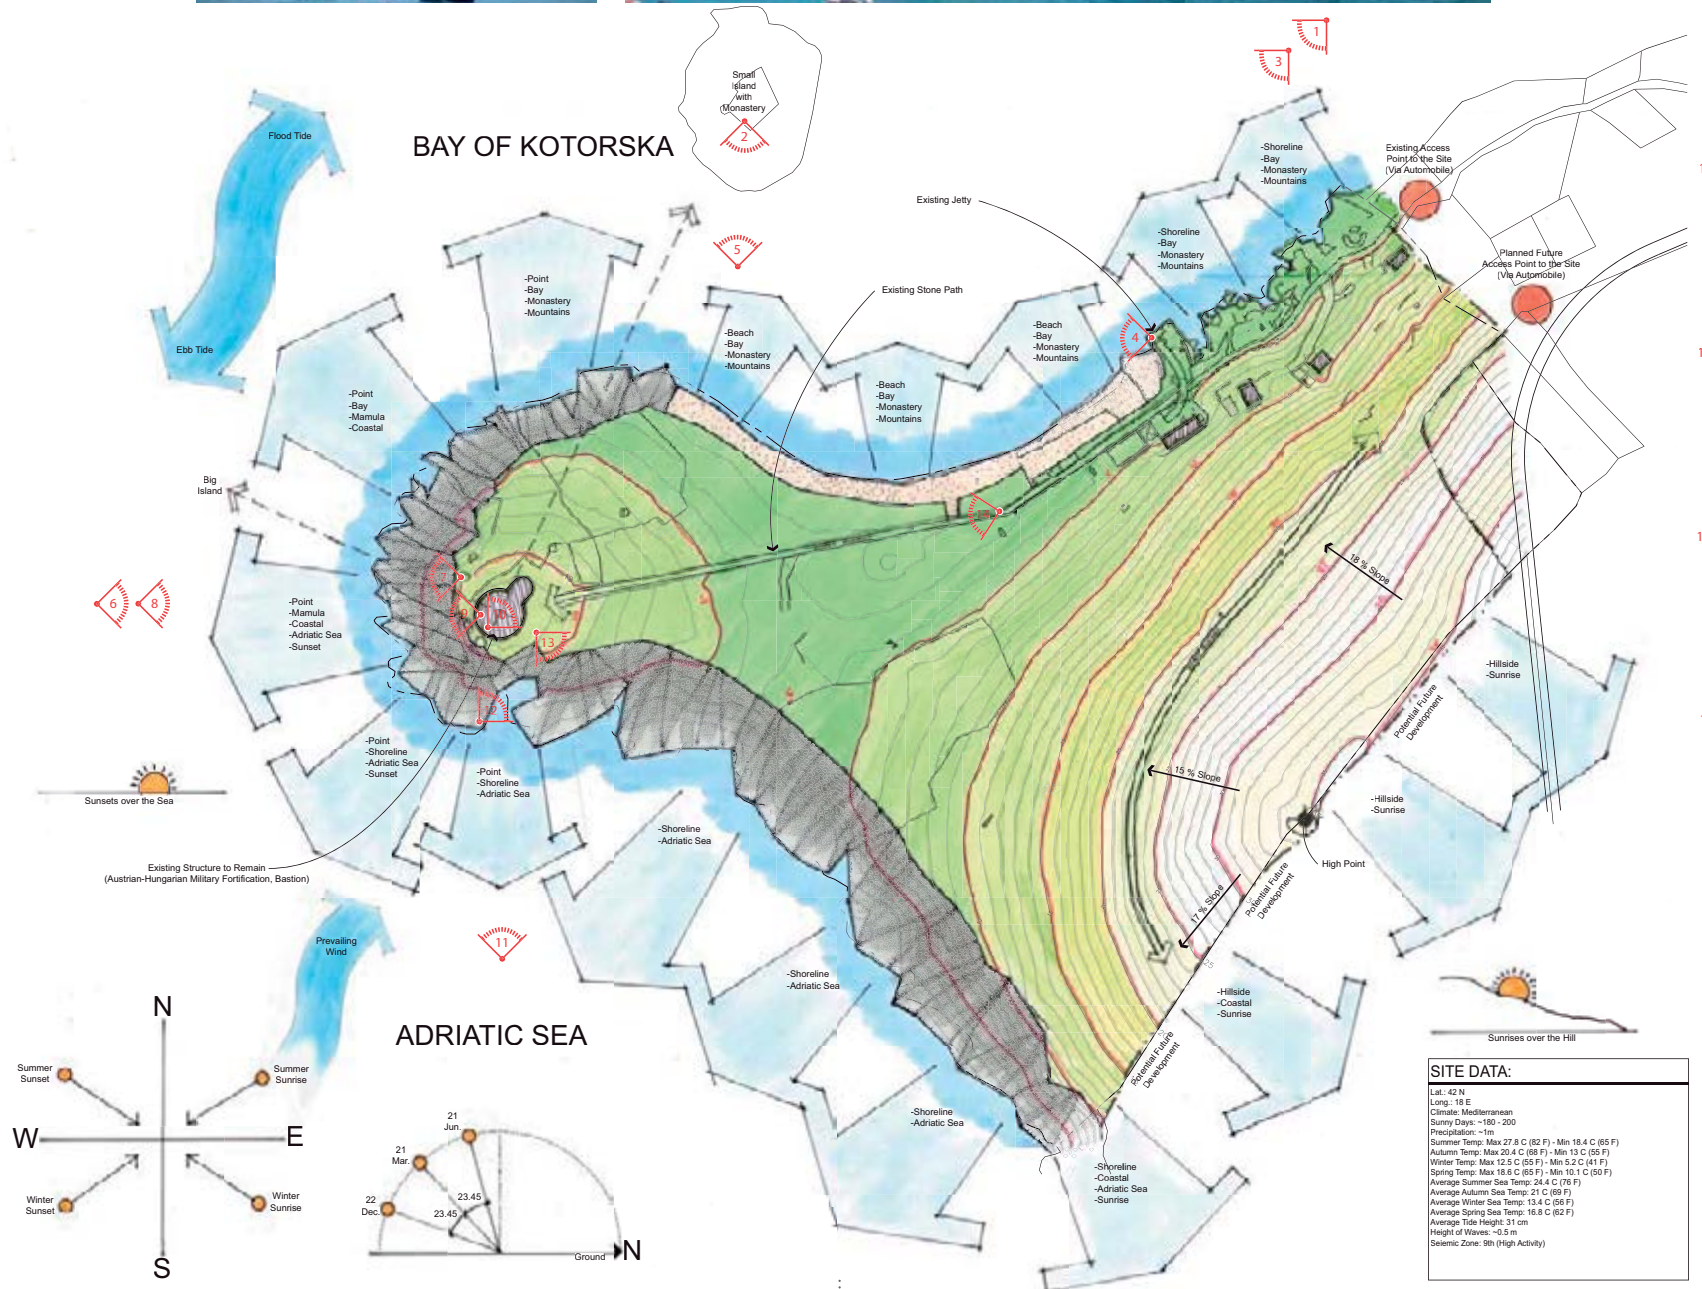 1
3
Small
Island
with
Monastery
2
Flood Tide
BAY OF KOTORSKA
-Shoreline
-Bay
-Monastery
-Mountains
Existing Access
Point to the Site
(Via Automobile)
Existing Jetty
-Shoreline
-Bay
-Monastery
-Mountains
5
Planned Future
Access Point to the Site
(Via Automobile)
-Point
-Bay
-Monastery
-Mountains
Existing Stone Path
Ebb Tide
-Beach
-Bay
-Monastery
-Mountains
-Beach
-Bay
-Monastery
-Mountains
4
-Point
-Bay
-Mamula
-Coastal
-Beach
-Bay
-Monastery
-Mountains
Big
Island
18 % Slope
6
8
-Point
-Mamula
-Coastal
-Adriatic Sea
-Sunset
9
10
13
12
-Hillside
-Sunrise
Potential Future
Development
-Point
-Shoreline
-Adriatic Sea
-Sunset
-Point
-Shoreline
-Adriatic Sea
15 % Slope
Sunsets over the Sea
-Hillside
-Sunrise
-Shoreline
-Adriatic Sea
Existing Structure to Remain
(Austrian-Hungarian Military Fortification, Bastion)
High Point
Potential Future
Development
17 % Slope
Prevailing
Wind
11
-Shoreline
-Adriatic Sea
-Hillside
-Coastal
-Sunrise
N
ADRIATIC SEA
Sunrises over the Hill
Potential Future
Development
Summer
Sunset
Summer
Sunrise
W
E
Winter
Sunset
Winter
Sunrise
S
21
Jun.
21
Mar.
22
Dec.
23.45
23.45
Ground
N
-Shoreline
-Adriatic Sea
-Shoreline
-Coastal
-Adriatic Sea
-Sunrise
SITE DATA:
Lat.: 42 N
Long.: 18 E
Climate: Mediterranean
Sunny Days: ~180 - 200
Precipitation: ~1m
Summer Temp: Max 27.8 C (82 F) - Min 18.4 C (65 F)
Autumn Temp: Max 20.4 C (68 F) - Min 13 C (55 F)
Winter Temp: Max 12.5 C (55 F) - Min 5.2 C (41 F)
Spring Temp: Max 18.6 C (65 F) - Min 10.1 C (50 F)
Average Summer Sea Temp: 24.4 C (76 F)
Average Autumn Sea Temp: 21 C (69 F)
Average Winter Sea Temp: 13.4 C (56 F)
Average Spring Sea Temp: 16.8 C (62 F)
Average Tide Height: 31 cm
Height of Waves: ~0.5 m
Seiemic Zone: 9th (High Activity)
: